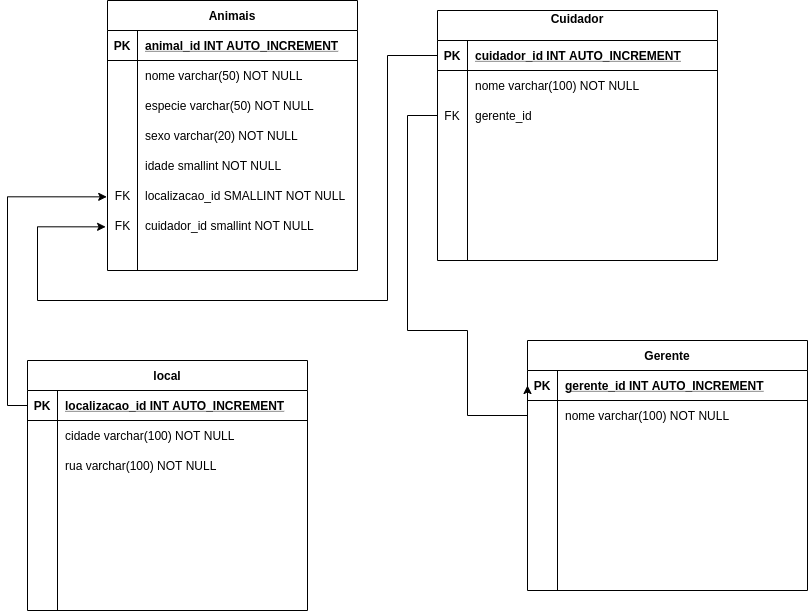 Animais
PK animal_id INT AUTO_INCREMENT
nome varchar(50) NOT NULL
especie varchar(50) NOT NULL
sexo varchar(20) NOT NULL
idade smallint NOT NULL
FK localizacao_id SMALLINT NOT NULL
FK cuidador_id smallint NOT NULL
Cuidador
PK cuidador_id INT AUTO_INCREMENT
nome varchar(100) NOT NULL
FK gerente_id
local
PK localizacao_id INT AUTO_INCREMENT
cidade varchar(100) NOT NULL
rua varchar(100) NOT NULL
Gerente
PK gerente_id INT AUTO_INCREMENT
nome varchar(100) NOT NULL